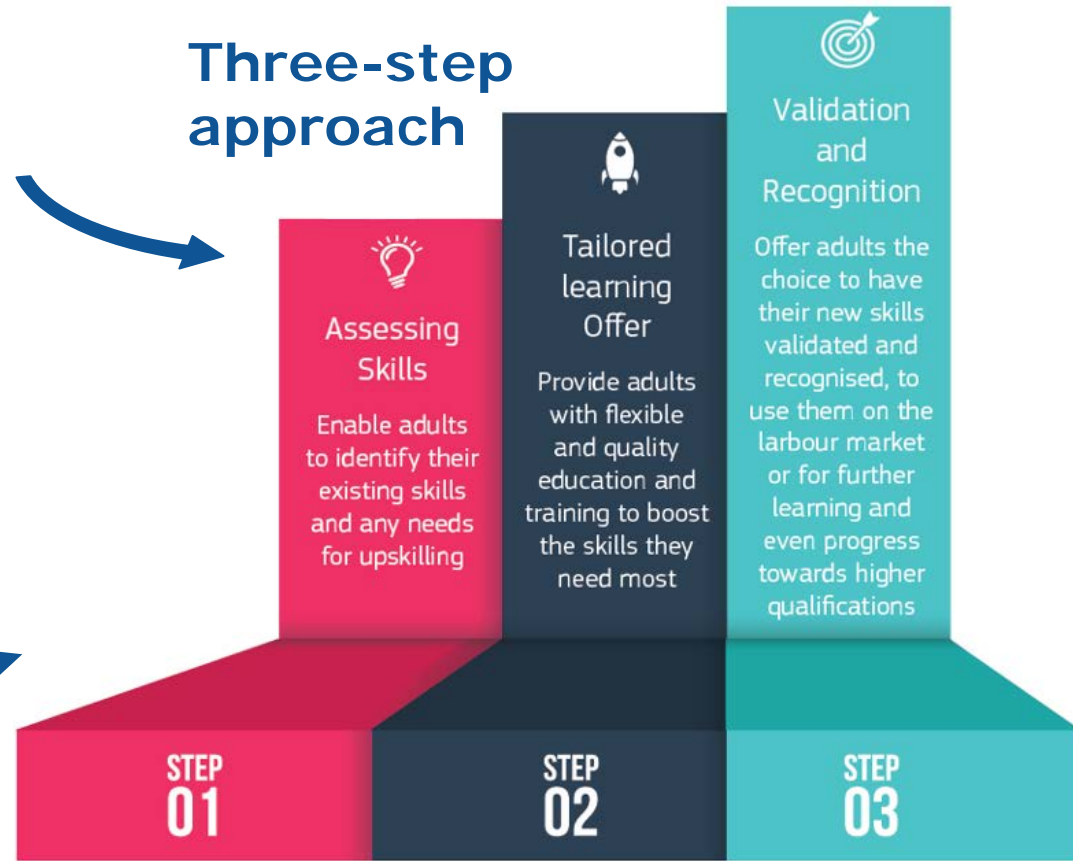 Three-step
approach
Assessing
Skills
Enable adults
to identify their
existing skills
and any needs
for upskilling
Tailored
learning
Offer
Provide adults
with flexible
and quality
education and
training to boost
the skills they
need most
Validation
and
Recognition
Offer adults the
choice to have
their new skills
validated and
recognised, to
use them on the
larbour market
or for further
learning and
even progress
towards higher
qualifications
STEP
01
STEP
02
STEP
03